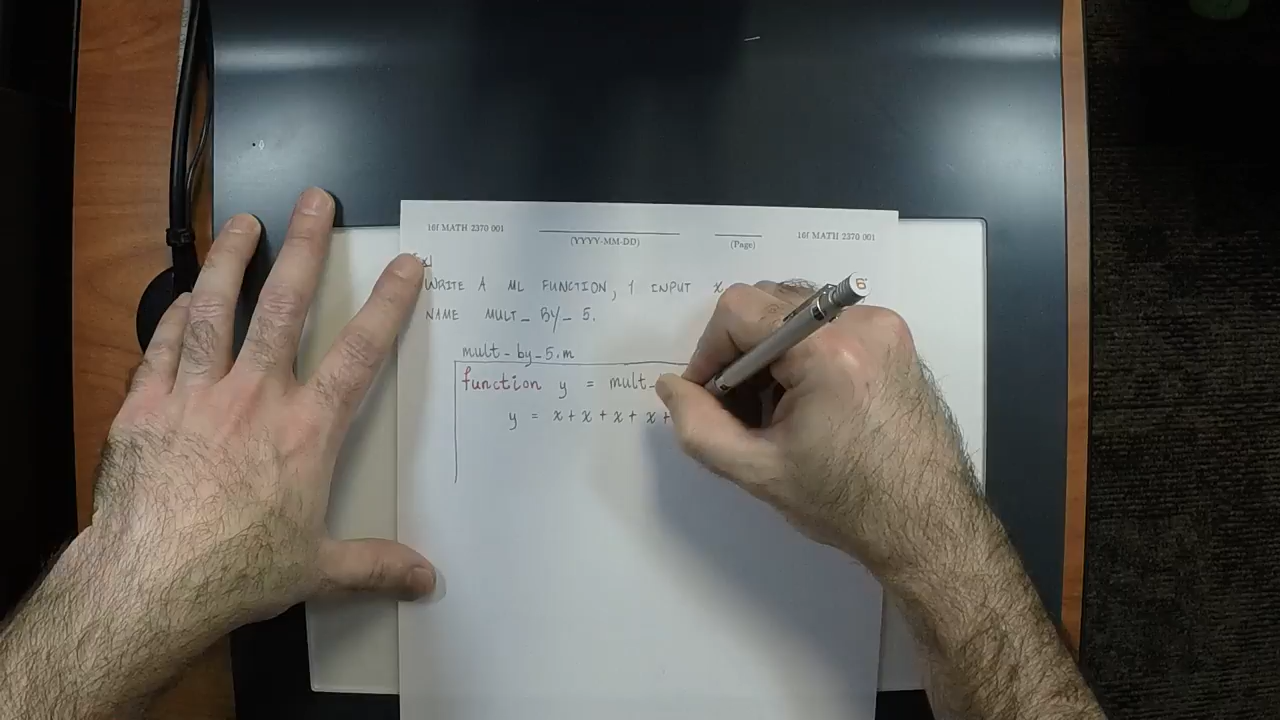 16f MATH 2370 001 16f MATH 2370 001
(YYYY-MM-DD) (Page)
WRITE A ML FUNCTION, 1 INPUT x
NAME MULT_BY_5.
mult_by_5.m
function y = mult_
y = x + x + x + x +